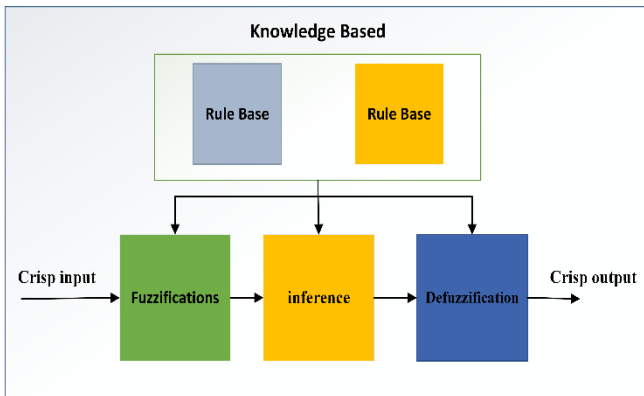 Knowledge Based
Rule Base
Rule Base
Crisp input
Fuzzifications
inference
Defuzzification
Crisp output